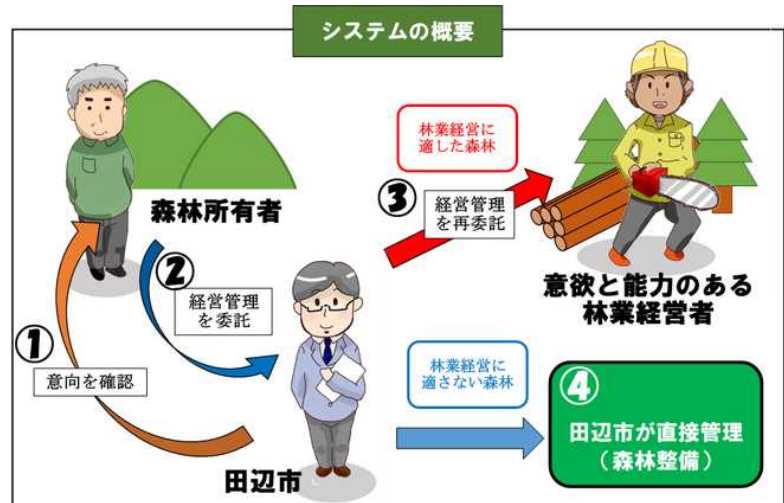 システムの概要
森林所有者
①
意向を確認
②
経営管理
を委託
田辺市
林業経営に
適した森林
③
経営管理
を再委託
意欲と能力のある
林業経営者
林業経営に
適さない森林
④
田辺市が直接管理
（森林整備）